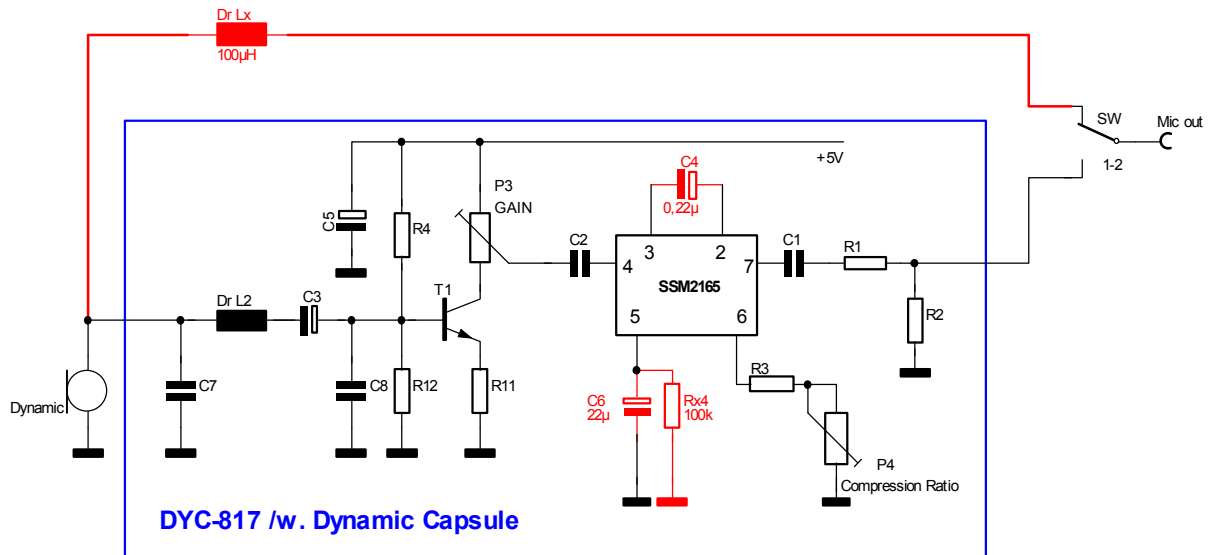 Dr Lx
100µH
SW
Mic out
1-2
+5V
C4
0,22µ
P3
GAIN
C5
R4
C2
4
3
2
7
SSM2165
5
6
C1
R1
R2
Dr L2
C3
T1
Dynamic
C7
C8
R12
R11
C6
22µ
Rx4
100k
R3
P4
Compression Ratio
DYC-817 /w. Dynamic Capsule